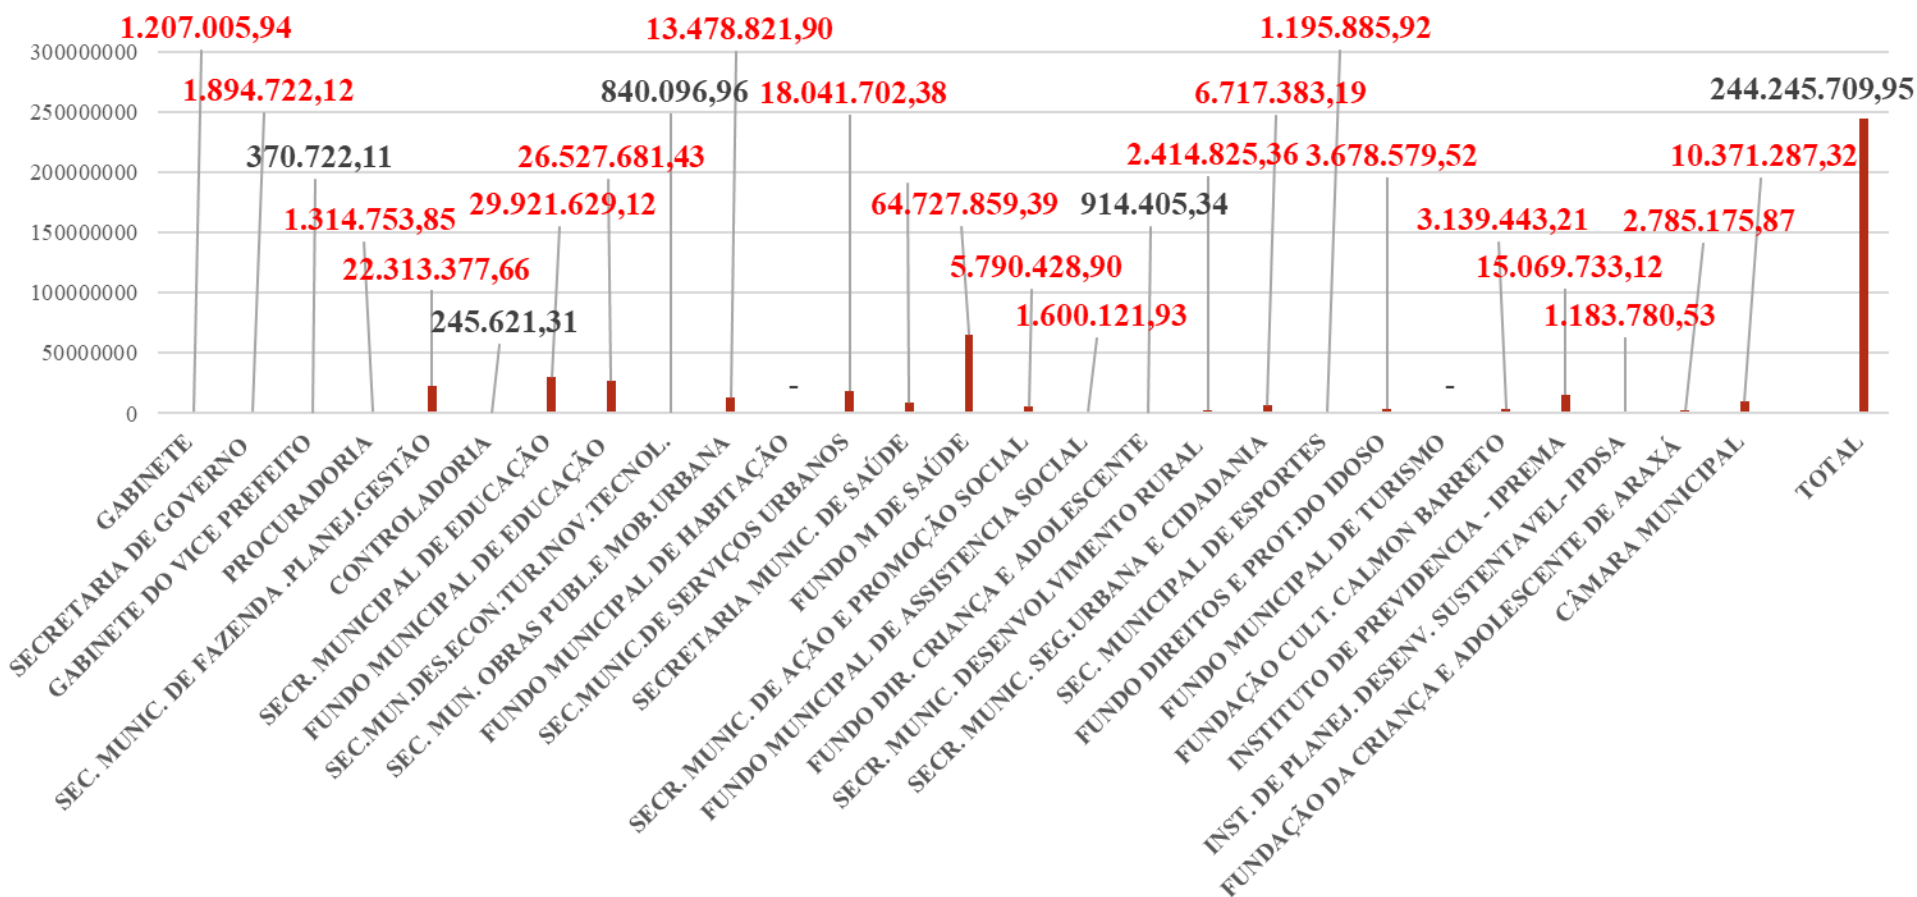 1.207.005,94
13.478.821,90
1.195.885,92
300000000
1.894.722,12
840.096,96
18.041.702,38
6.717.383,19
244.245.709,95
250000000
370.722,11
26.527.681,43
2.414.825,36
3.678.579,52
10.371.287,32
200000000
1.314.753,85
29.921.629,12
64.727.859,39
914.405,34
3.139.443,21
2.785.175,87
150000000
22.313.377,66
5.790.428,90
15.069.733,12
100000000
245.621,31
1.600.121,93
1.183.780,53
50000000
-
-
0
GABINETE
SECRETARIA DE GOVERNO
GABINETE DO VICE PREFEITO
PROCURADORIA
SEC. MUNIC. DE FAZENDA .PLANEJ.GESTÃO
CONTROLADORIA
SECR. MUNICIPAL DE EDUCAÇÃO
FUNDO MUNICIPAL DE EDUCAÇÃO
SEC.MUN.DES.ECON.TUR.INOV.TECNOL.
SEC. MUN. OBRAS PUBL.E MOB.URBANA
FUNDO MUNICIPAL DE HABITAÇÃO
SEC.MUNIC.DE SERVIÇOS URBANOS
SECRETARIA MUNIC. DE SAÚDE
FUNDO M DE SAÚDE
SECR. MUNIC. DE AÇÃO E PROMOÇÃO SOCIAL
FUNDO MUNICIPAL DE ASSISTENCIA SOCIAL
FUNDO DIR. CRIANÇA E ADOLESCENTE
SECR. MUNIC. DESENVOLVIMENTO RURAL
SECR. MUNIC. SEG.URBANA E CIDADANIA
SEC. MUNICIPAL DE ESPORTES
FUNDO DIREITOS E PROT.DO IDOSO
FUNDO MUNICIPAL DE TURISMO
FUNDAÇÃO CULT. CALMON BARRETO
INSTITUTO DE PREVIDENCIA - IPREMA
INST. DE PLANEJ. DESENV. SUSTENTAVEL- IPDSA
FUNDAÇÃO DA CRIANÇA E ADOLESCENTE DE ARAXÁ
CÂMARA MUNICIPAL
TOTAL